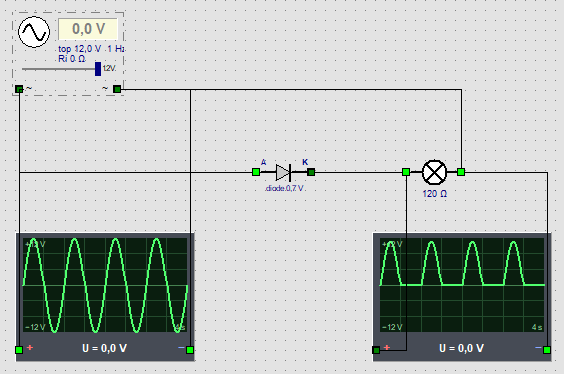 0,0 V
top 12,0 V 1 Hz
Ri 0 Ω
12V
~ ~
A K
diode 0,7 V
120 Ω
+12 V
−12 V 4 s
+ U = 0,0 V −
+12 V
−12 V 4 s
+ U = 0,0 V −